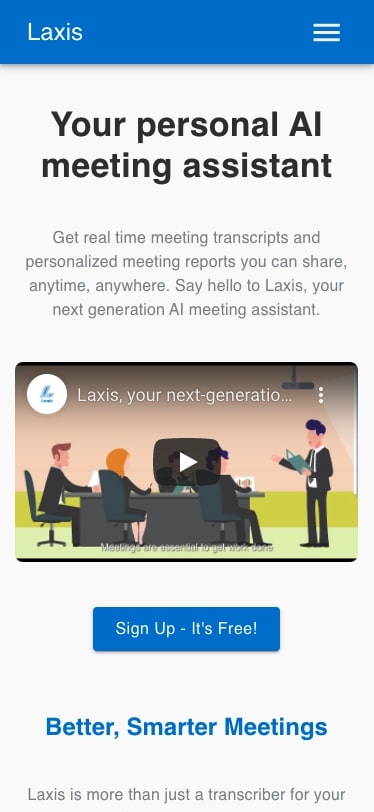 Laxis
Your personal AI
meeting assistant
Get real time meeting transcripts and
personalized meeting reports you can share,
anytime, anywhere. Say hello to Laxis, your
next generation AI meeting assistant.
Laxis, your next-generatio...
Meetings are essential to get work done
Sign Up - It's Free!
Better, Smarter Meetings
Laxis is more than just a transcriber for your